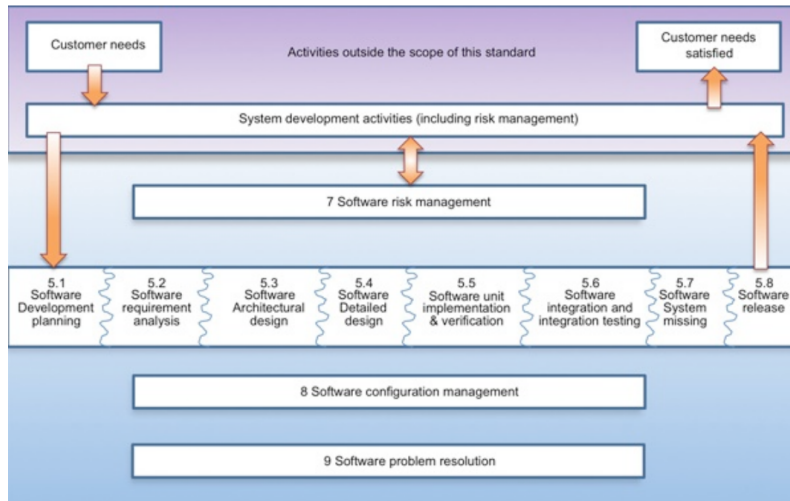 Customer needs
Activities outside the scope of this standard
Customer needs
satisfied
System development activities (including risk management)
7 Software risk management
5.1
Software
Development
planning
5.2
Software
requirement
analysis
5.3
Software
Architectural
design
5.4
Software
Detailed
design
5.5
Software unit
implementation
& verification
5.6
Software
integration and
integration testing
5.7
Software
System
missing
5.8
Software
release
8 Software configuration management
9 Software problem resolution